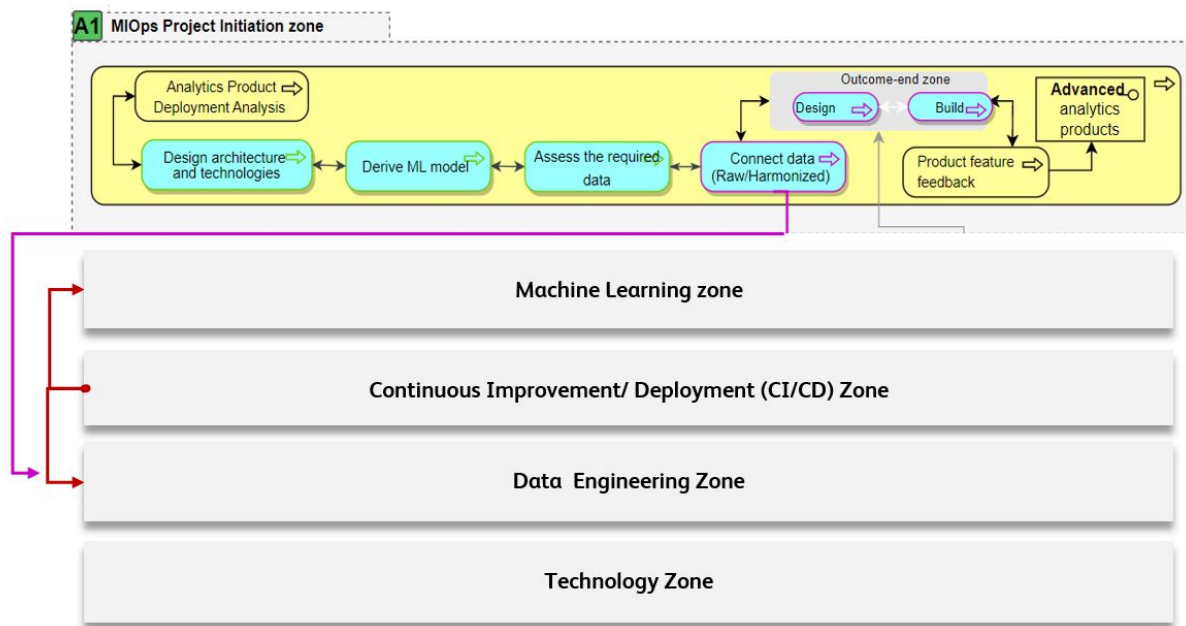 A1 MlOps Project Initiation zone
Analytics Product
Deployment Analysis
Outcome-end zone
Design
Build
Advanced
analytics
products
Design architecture
and technologies
Derive ML model
Assess the required
data
Connect data
(Raw/Harmonized)
Product feature
feedback
Machine Learning zone
Continuous Improvement/ Deployment (CI/CD) Zone
Data Engineering Zone
Technology Zone